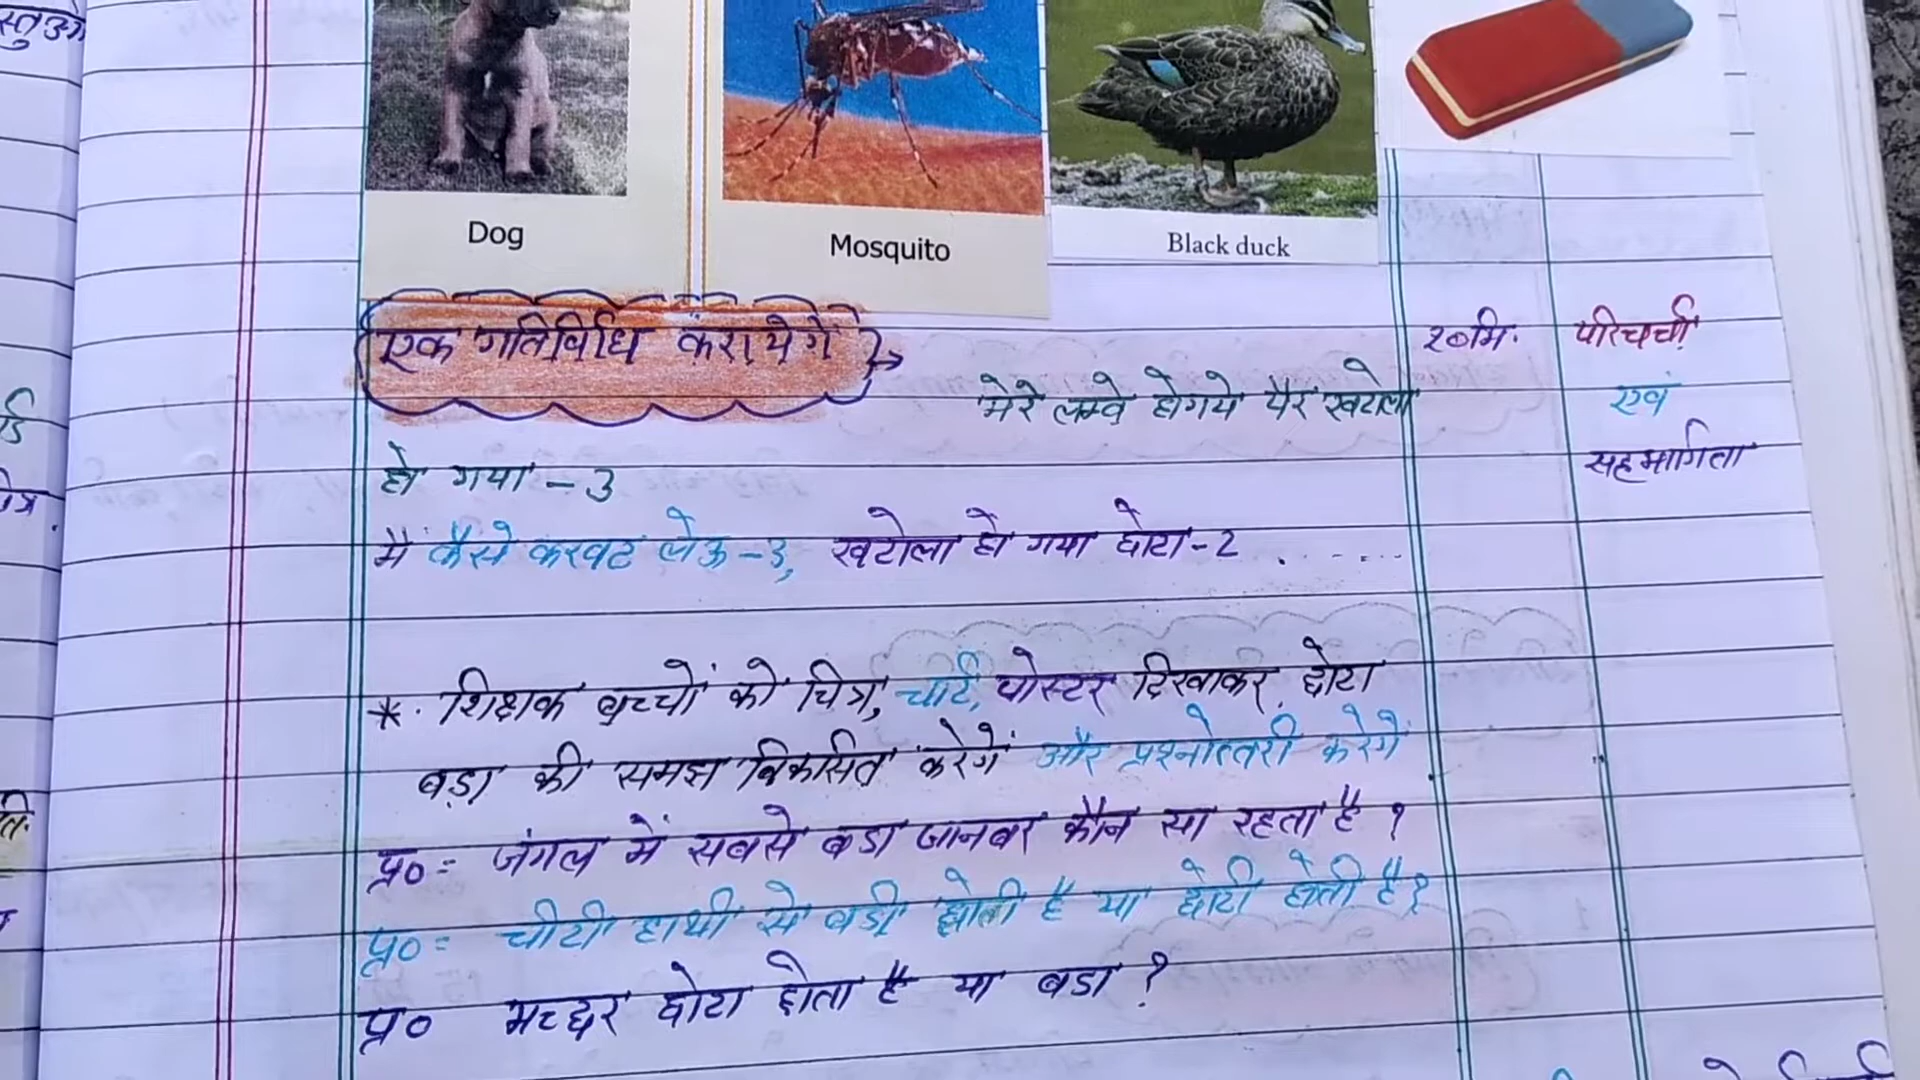 Dog
Mosquito
Black duck
एक गतिविधि करायेगें
२०मि. परिचर्चा
मेरे लम्वे होगये पैर खटोला
एवं
हो गया - 3
सहभागिता
मै कैसे करवट लेऊ - 3, खटोला हो गया छोटा - 2 . . . . . .
*. शिक्षक बच्चों को चित्र, चार्ट, पोस्टर दिखाकर छोटा
बड़ा की समझ विकसित करेगें और प्रश्नोत्तरी करेगें
प्र० = जंगल में सबसे बडा जानवर कौन सा रहता है ?
प्र० = चीटी हाथी से बडी होती है या छोटी होती है ?
प्र० मच्छर छोटा होता है या बडा ?